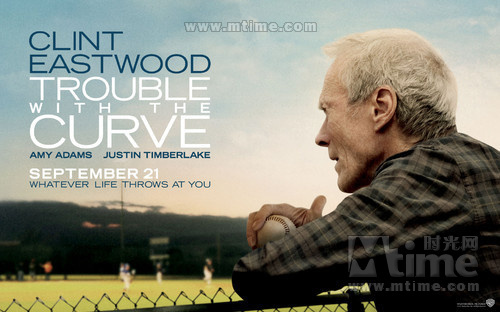 www.mtime.com
CLINT
EASTWOOD
TROUBLE
WITH THE
CURVE
AMY ADAMS JUSTIN TIMBERLAKE
SEPTEMBER 21
WHATEVER LIFE THROWS AT YOU
时光网
Mtime
www.mtime.com